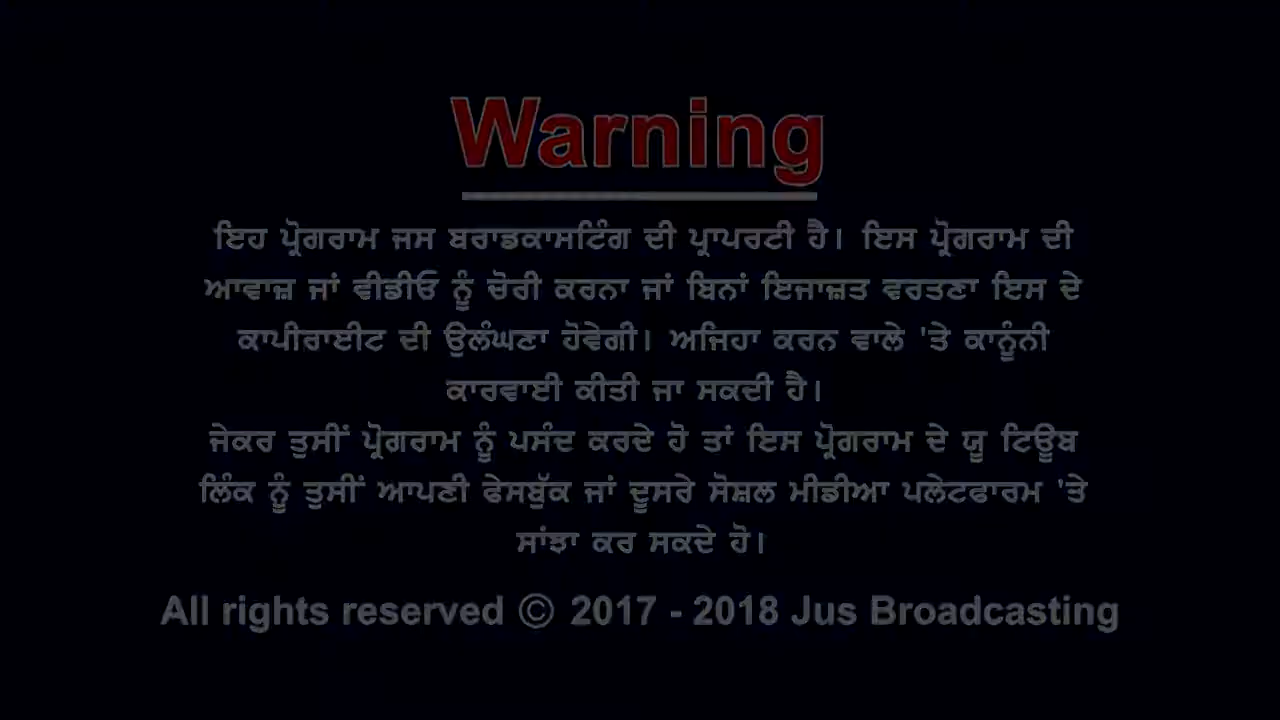 Warning
ਇਹ ਪ੍ਰੋਗਰਾਮ ਜਸ ਬਰਾਡਕਾਸਟਿੰਗ ਦੀ ਪ੍ਰਾਪਰਟੀ ਹੈ। ਇਸ ਪ੍ਰੋਗਰਾਮ ਦੀ
ਆਵਾਜ਼ ਜਾਂ ਵੀਡੀਓ ਨੂੰ ਚੋਰੀ ਕਰਨਾ ਜਾਂ ਬਿਨਾਂ ਇਜਾਜ਼ਤ ਵਰਤਣਾ ਇਸ ਦੇ
ਕਾਪੀਰਾਈਟ ਦੀ ਉਲੰਘਣਾ ਹੋਵੇਗੀ। ਅਜਿਹਾ ਕਰਨ ਵਾਲੇ 'ਤੇ ਕਾਨੂੰਨੀ
ਕਾਰਵਾਈ ਕੀਤੀ ਜਾ ਸਕਦੀ ਹੈ।
ਜੇਕਰ ਤੁਸੀਂ ਪ੍ਰੋਗਰਾਮ ਨੂੰ ਪਸੰਦ ਕਰਦੇ ਹੋ ਤਾਂ ਇਸ ਪ੍ਰੋਗਰਾਮ ਦੇ ਯੂ ਟਿਊਬ
ਲਿੰਕ ਨੂੰ ਤੁਸੀਂ ਆਪਣੀ ਫੇਸਬੁੱਕ ਜਾਂ ਦੂਸਰੇ ਸੋਸ਼ਲ ਮੀਡੀਆ ਪਲੇਟਫਾਰਮ 'ਤੇ
ਸਾਂਝਾ ਕਰ ਸਕਦੇ ਹੋ।
All rights reserved © 2017 - 2018 Jus Broadcasting